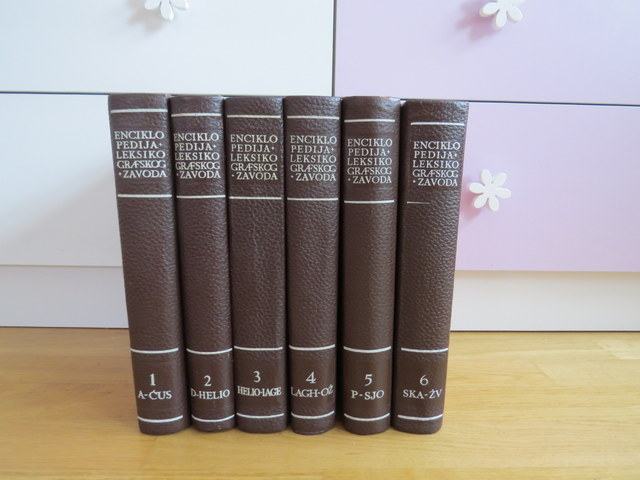 ENCIKLO
PEDIJA•
LEKSIKO
GRAFSKOG
•ZAVODA
1
A-ĆUS
ENCIKLO
PEDIJA•
LEKSIKO
GRAFSKOG
•ZAVODA
2
D-HELIO
ENCIKLO
PEDIJA•
LEKSIKO
GRAFSKOG
•ZAVODA
3
HELIO-IAGE
ENCIKLO
PEDIJA•
LEKSIKO
GRAFSKOG
•ZAVODA
4
LAGH-OŽ
ENCIKLO
PEDIJA•
LEKSIKO
GRAFSKOG
•ZAVODA
5
P-SJO
ENCIKLO
PEDIJA•
LEKSIKO
GRAFSKOG
•ZAVODA
6
SKA-ŽV